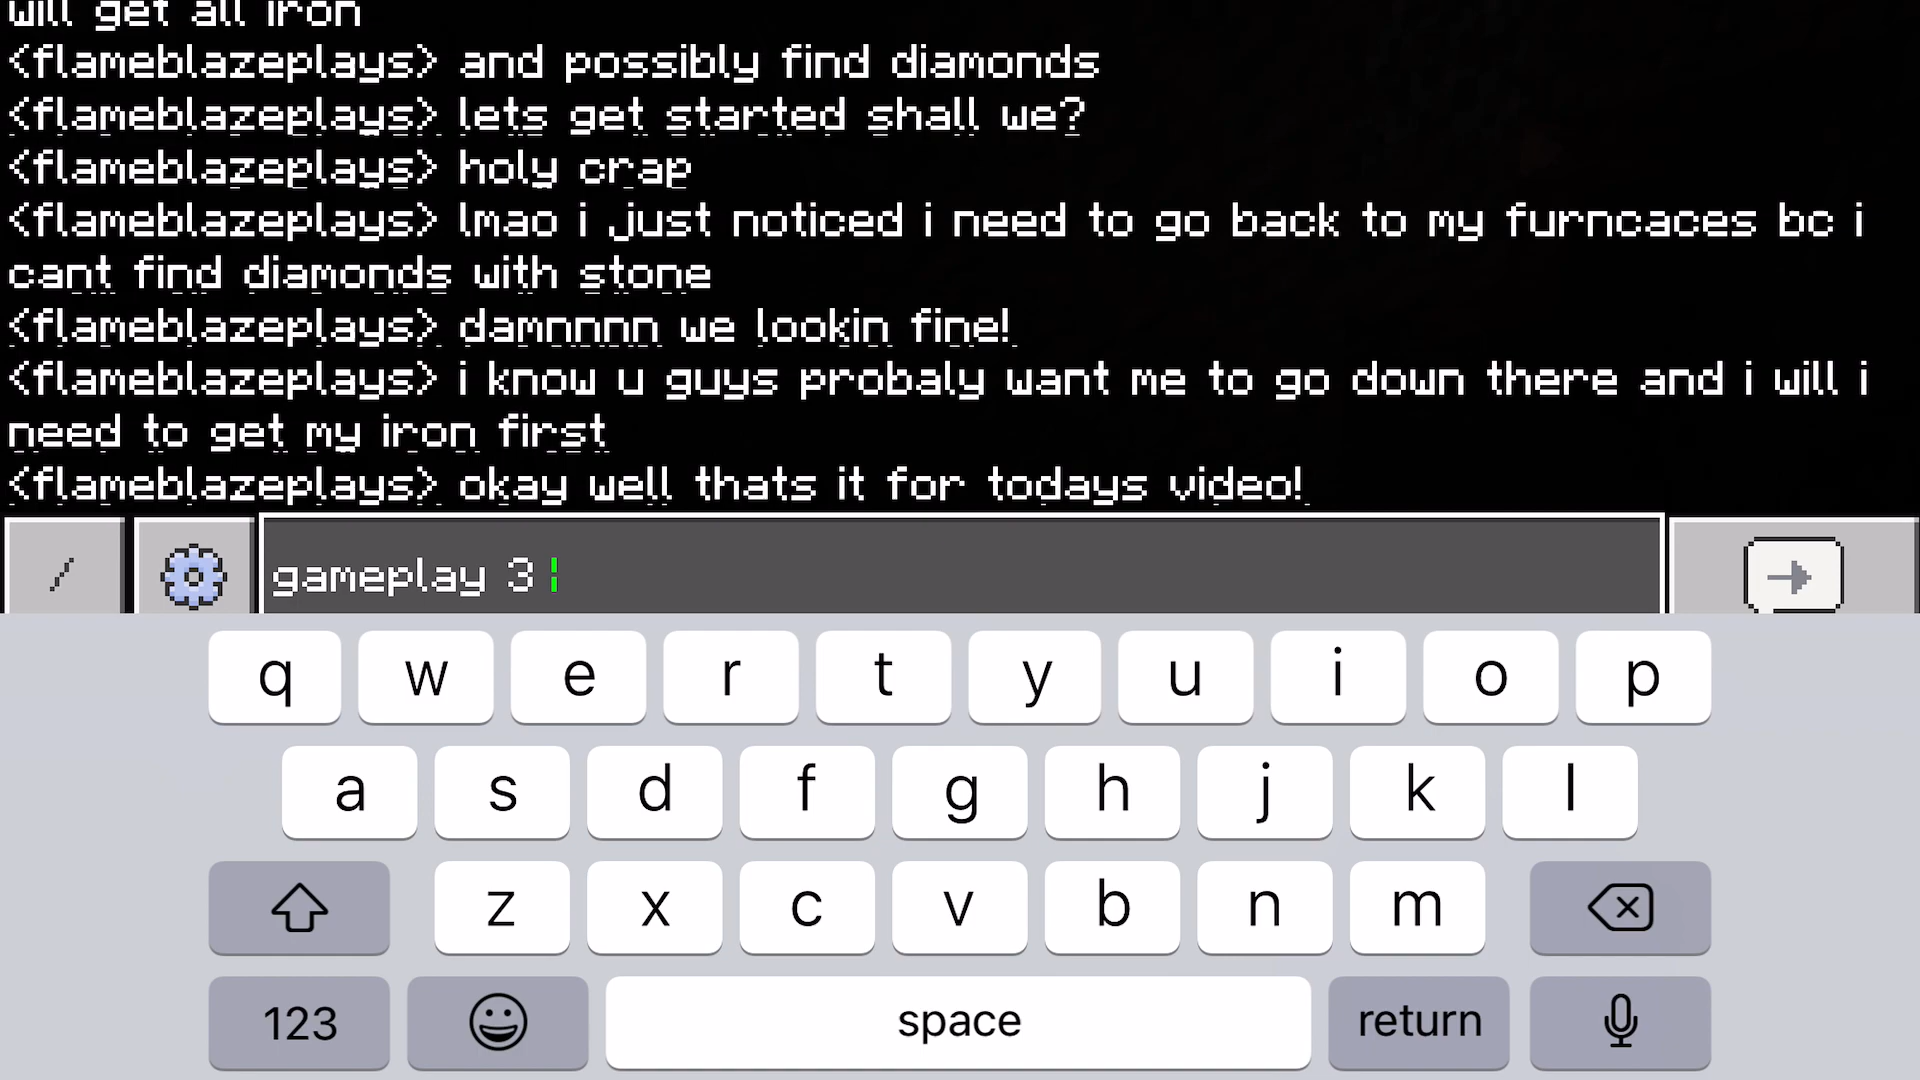 will get all iron
<flameblazeplays> and possibly find diamonds
<flameblazeplays> lets get started shall we?
<flameblazeplays> holy crap
<flameblazeplays> lmao i just noticed i need to go back to my furncaces bc i
cant find diamonds with stone
<flameblazeplays> damnnnn we lookin fine!
<flameblazeplays> i know u guys probaly want me to go down there and i will i
need to get my iron first
<flameblazeplays> okay well thats it for todays video!
/ gameplay 3
q w e r t y u i o p
a s d f g h j k l
z x c v b n m
123 space return